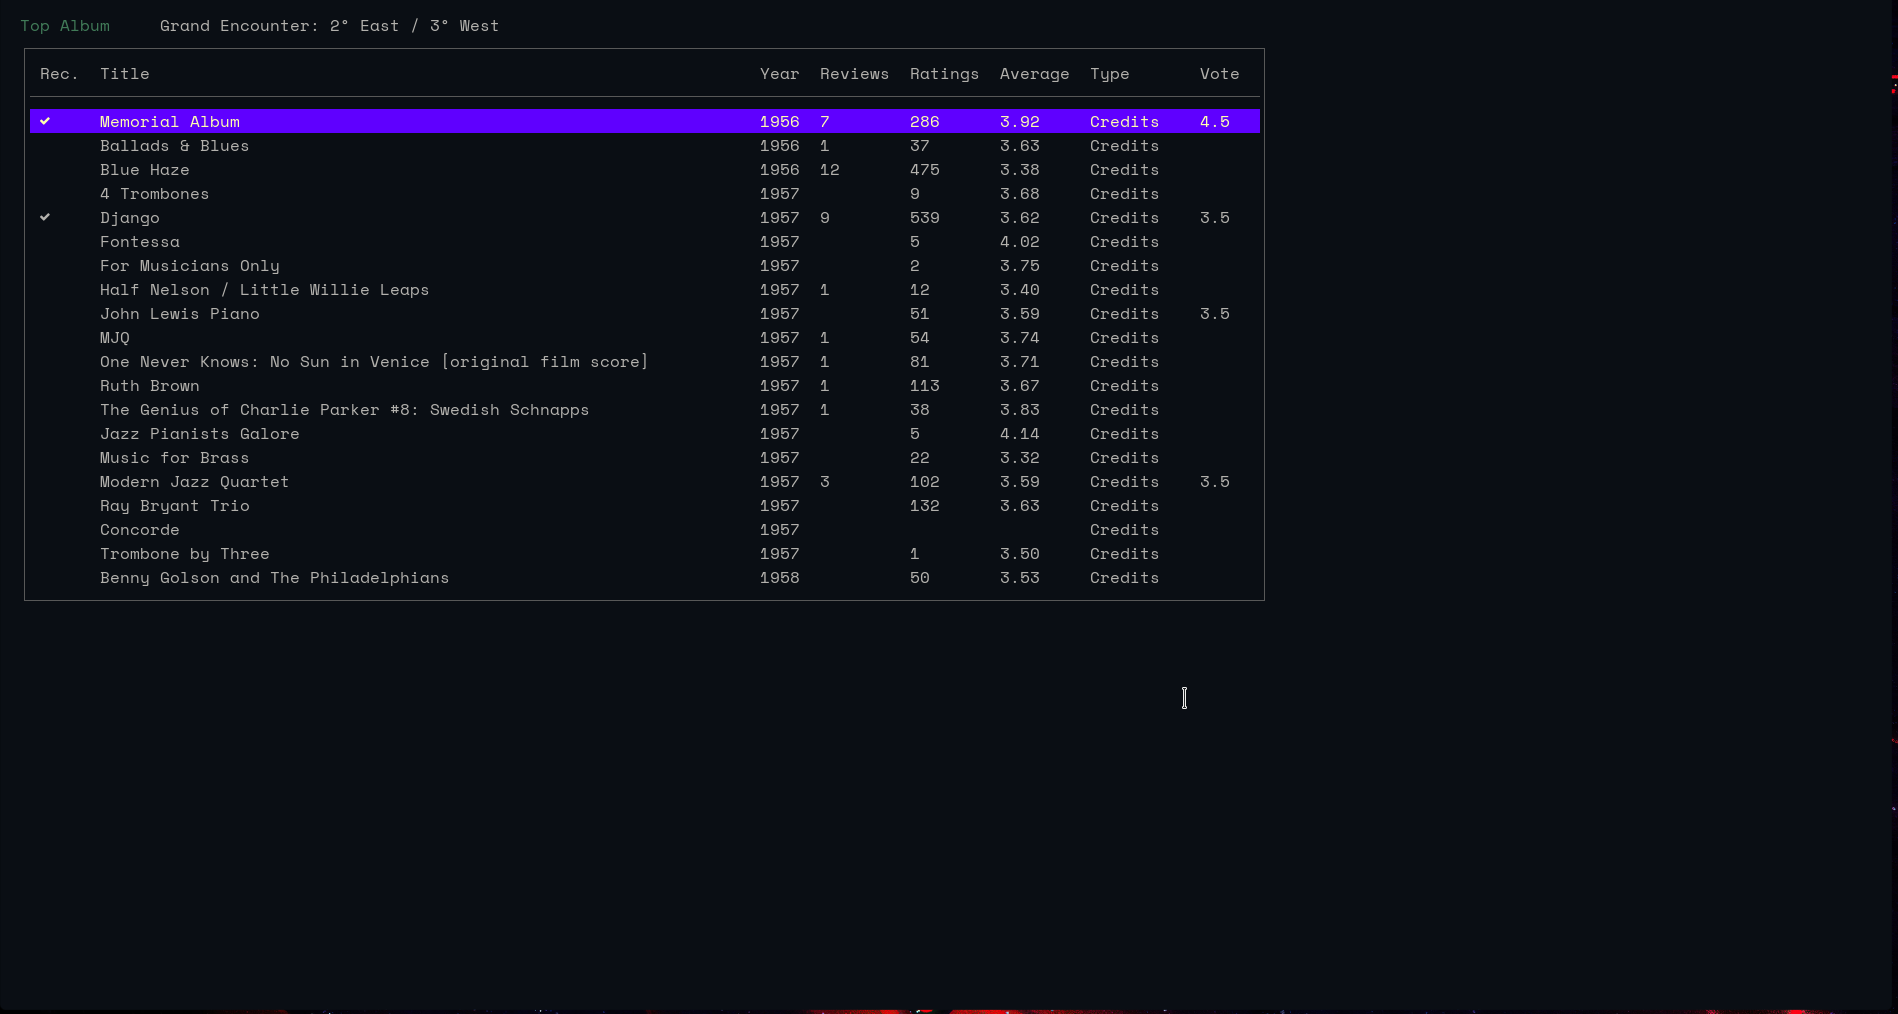 Top Album Grand Encounter: 2° East / 3° West
Rec. Title Year Reviews Ratings Average Type Vote
✔ Memorial Album 1956 7 286 3.92 Credits 4.5
Ballads & Blues 1956 1 37 3.63 Credits
Blue Haze 1956 12 475 3.38 Credits
4 Trombones 1957 9 3.68 Credits
✔ Django 1957 9 539 3.62 Credits 3.5
Fontessa 1957 5 4.02 Credits
For Musicians Only 1957 2 3.75 Credits
Half Nelson / Little Willie Leaps 1957 1 12 3.40 Credits
John Lewis Piano 1957 51 3.59 Credits 3.5
MJQ 1957 1 54 3.74 Credits
One Never Knows: No Sun in Venice [original film score] 1957 1 81 3.71 Credits
Ruth Brown 1957 1 113 3.67 Credits
The Genius of Charlie Parker #8: Swedish Schnapps 1957 1 38 3.83 Credits
Jazz Pianists Galore 1957 5 4.14 Credits
Music for Brass 1957 22 3.32 Credits
Modern Jazz Quartet 1957 3 102 3.59 Credits 3.5
Ray Bryant Trio 1957 132 3.63 Credits
Concorde 1957 Credits
Trombone by Three 1957 1 3.50 Credits
Benny Golson and The Philadelphians 1958 50 3.53 Credits